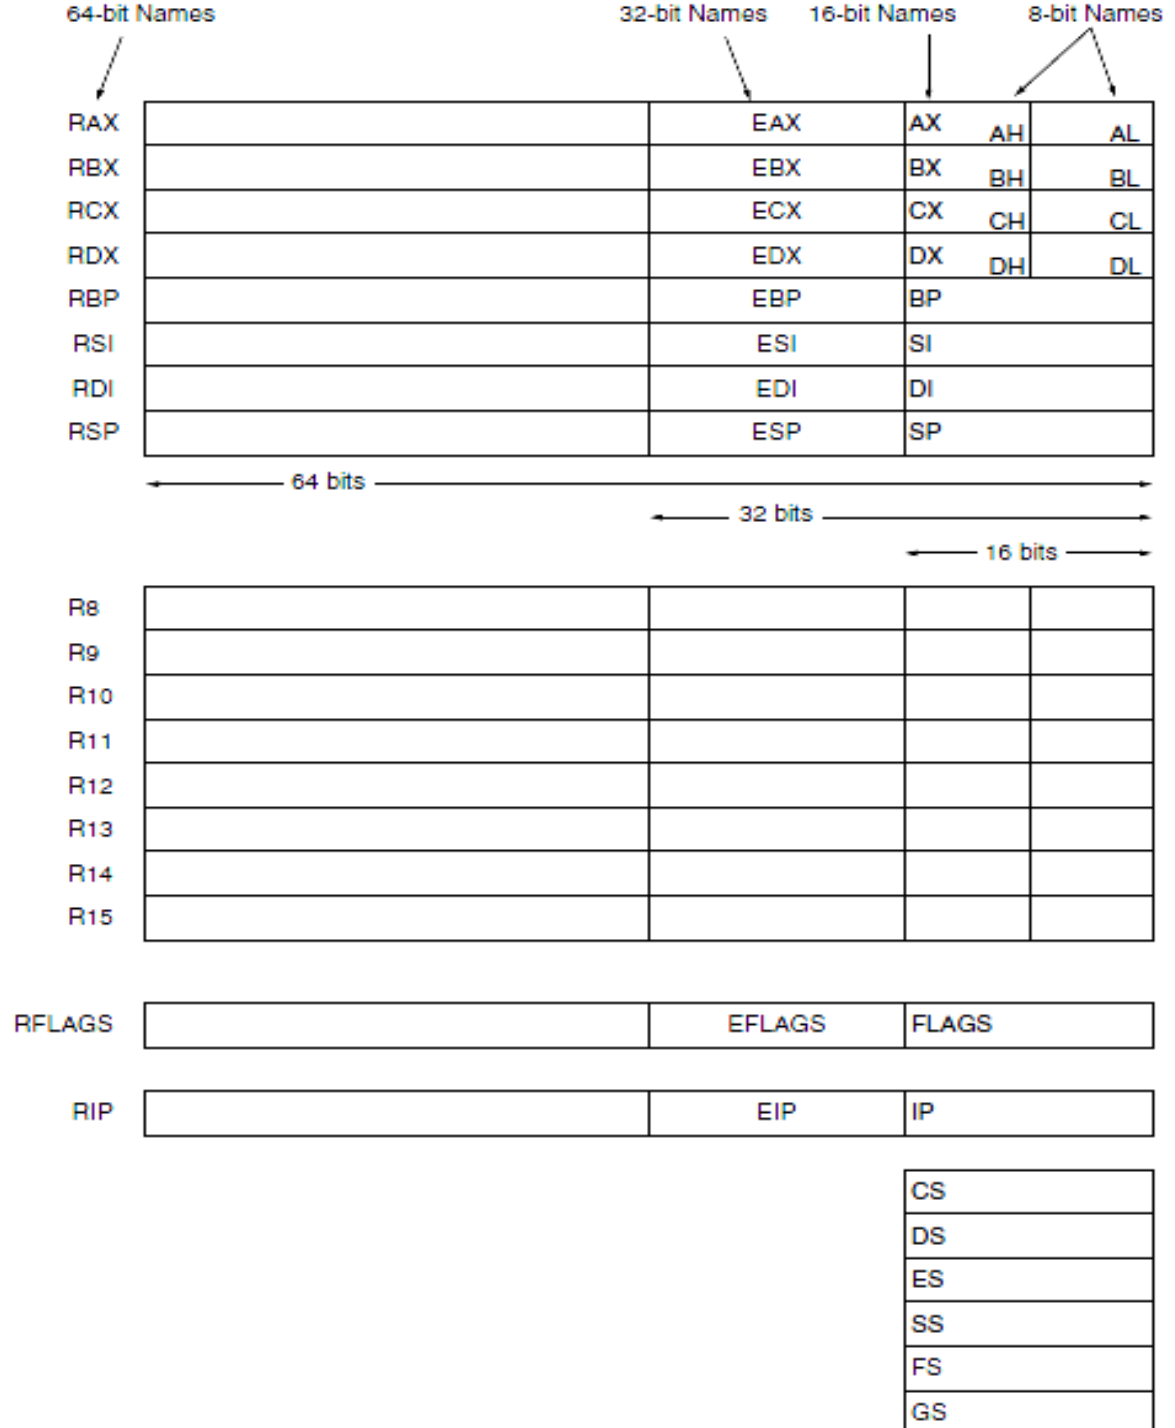 64-bit Names 32-bit Names 16-bit Names 8-bit Names
RAX EAX AX AH AL
RBX EBX BX BH BL
RCX ECX CX CH CL
RDX EDX DX DH DL
RBP EBP BP
RSI ESI SI
RDI EDI DI
RSP ESP SP
64 bits
32 bits
16 bits
R8
R9
R10
R11
R12
R13
R14
R15
RFLAGS EFLAGS FLAGS
RIP EIP IP
CS
DS
ES
SS
FS
GS